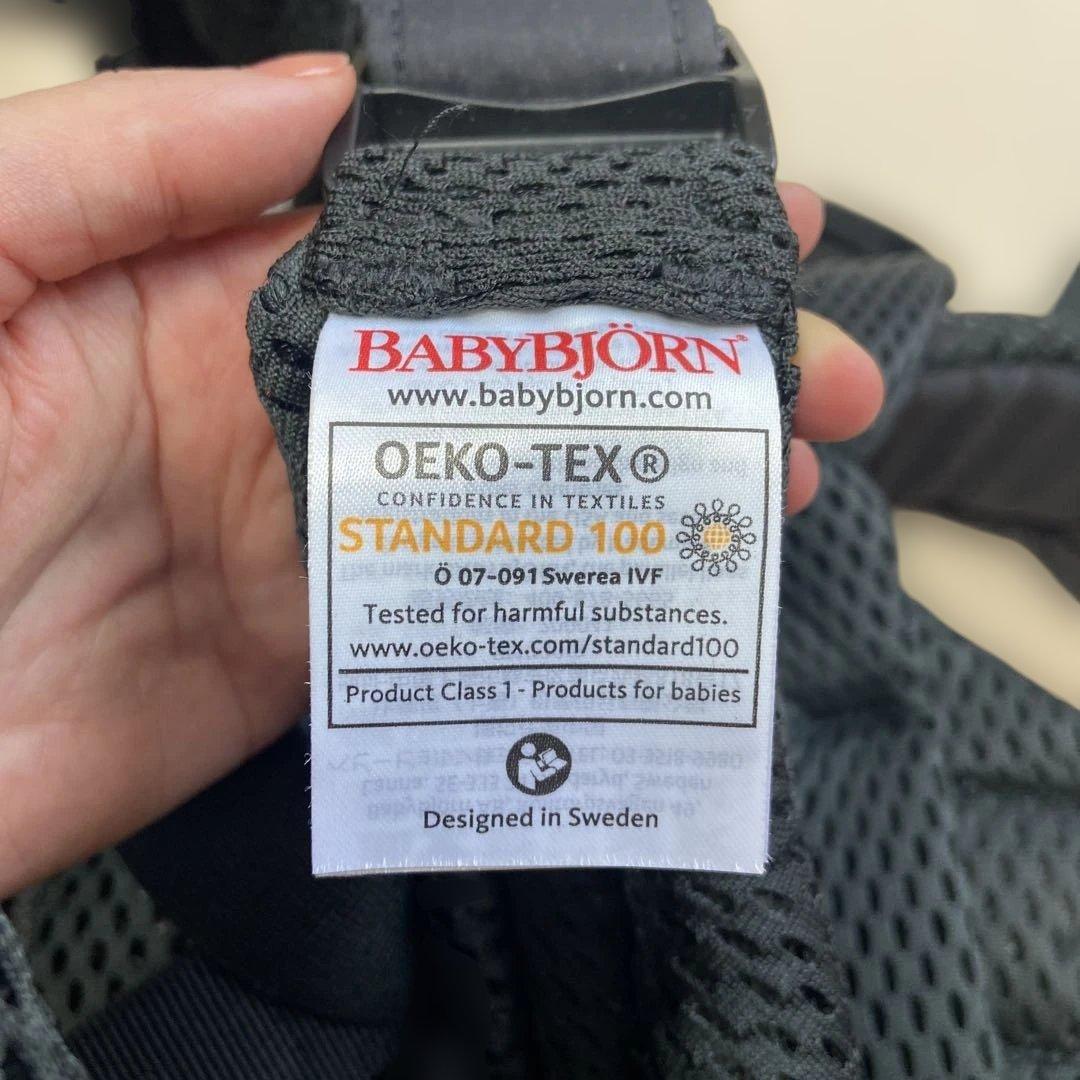 BABYBJÖRN®
www.babybjorn.com
OEKO-TEX®
CONFIDENCE IN TEXTILES
STANDARD 100
Ö 07-091 Swerea IVF
Tested for harmful substances.
www.oeko-tex.com/standard100
Product Class 1 - Products for babies
Designed in Sweden